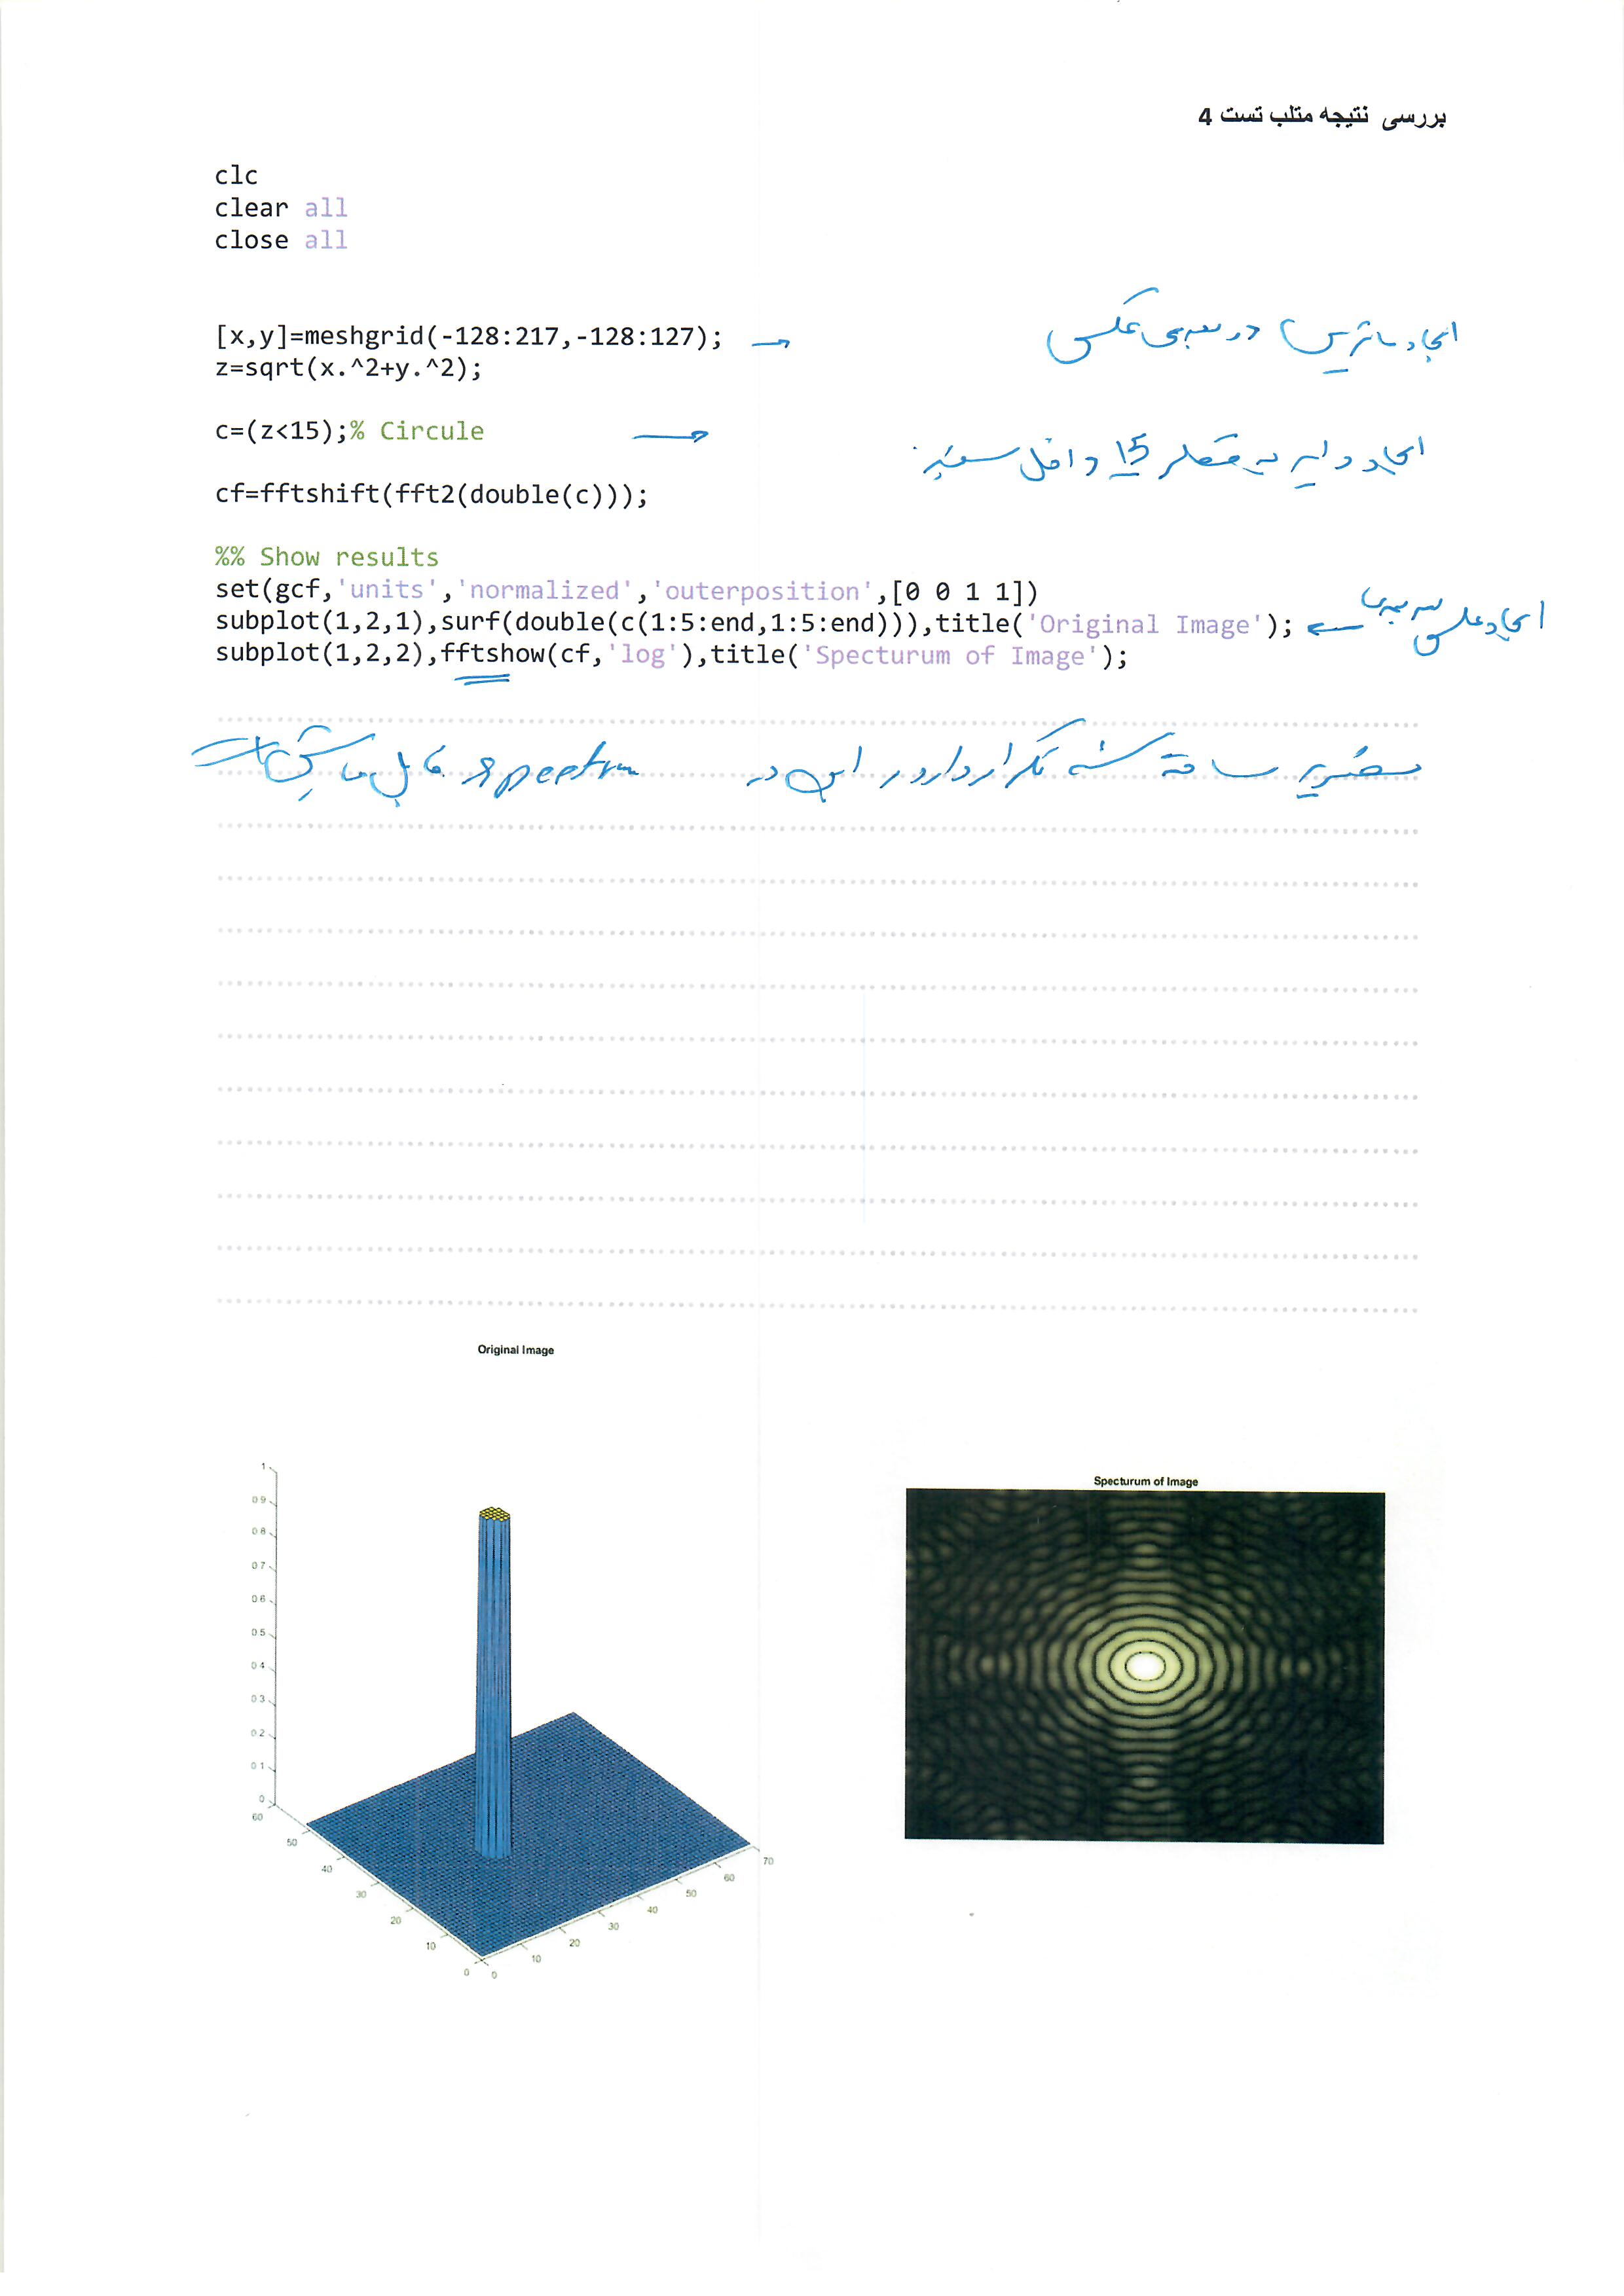 بررسی نتیجه متلب تست 4
clc
clear all
close all
[x,y]=meshgrid(-128:217,-128:127); → ایجاد ماتریس دو بعدی عکس
z=sqrt(x.^2+y.^2);
c=(z<15);% Circule → ایجاد دایره به قطر 15 داخل سفید
cf=fftshift(fft2(double(c)));
%% Show results
set(gcf,'units','normalized','outerposition',[0 0 1 1])
subplot(1,2,1),surf(double(c(1:5:end,1:5:end))),title('Original Image'); ← ایجاد عکس سه بعدی
subplot(1,2,2),fftshow(cf,'log'),title('Specturum of Image');
تصویر ساخته شده تکرار دارد و این در spectrum قابل
Original Image
1
0.9
0.8
0.7
0.6
0.5
0.4
0.3
0.2
0.1
0
60
50
40
30
20
10
0
0
10
20
30
40
50
60
70
Specturum of Image